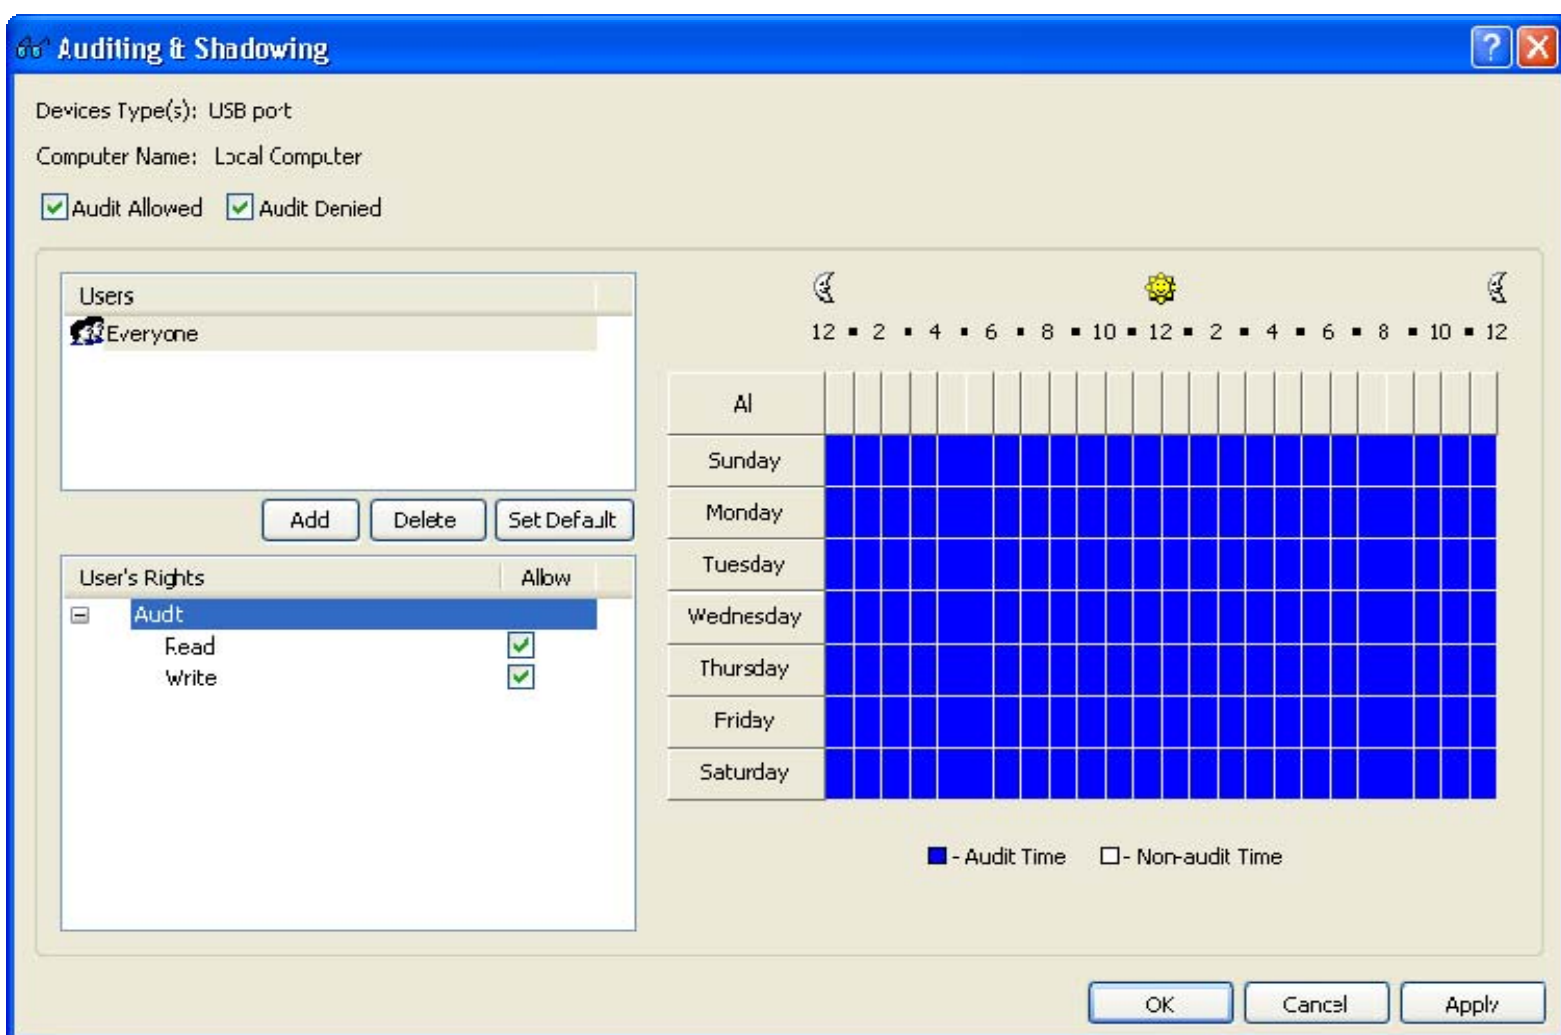 Auditing & Shadowing
Devices Type(s): USB port
Computer Name: Local Computer
Audit Allowed Audit Denied
Users
Everyone
Add Delete Set Default
User's Rights Allow
Audt
Read
Write
12 2 4 6 8 10 12 2 4 6 8 10 12
Al
Sunday
Monday
Tuesday
Wednesday
Thursday
Friday
Saturday
- Audit Time - Non-audit Time
OK Cancel Apply